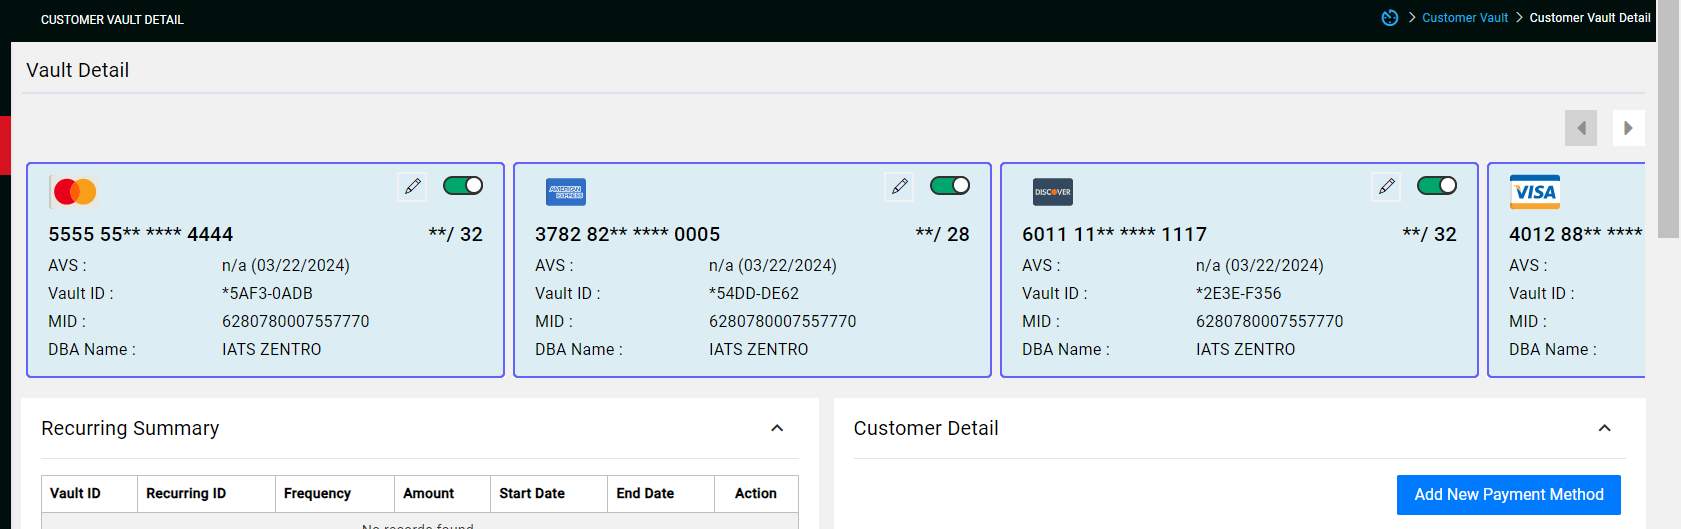 CUSTOMER VAULT DETAIL
Customer Vault Customer Vault Detail
Vault Detail
AMERICAN EXPRESS
DISCOVER
VISA
5555 55** **** 4444 **/ 32
3782 82** **** 0005 **/ 28
6011 11** **** 1117 **/ 32
4012 88** ****
AVS : n/a (03/22/2024)
AVS : n/a (03/22/2024)
AVS : n/a (03/22/2024)
AVS :
Vault ID : *5AF3-0ADB
Vault ID : *54DD-DE62
Vault ID : *2E3E-F356
Vault ID :
MID : 6280780007557770
MID : 6280780007557770
MID : 6280780007557770
MID :
DBA Name : IATS ZENTRO
DBA Name : IATS ZENTRO
DBA Name : IATS ZENTRO
DBA Name :
Recurring Summary
Vault ID Recurring ID Frequency Amount Start Date End Date Action
No records found
Customer Detail
Add New Payment Method